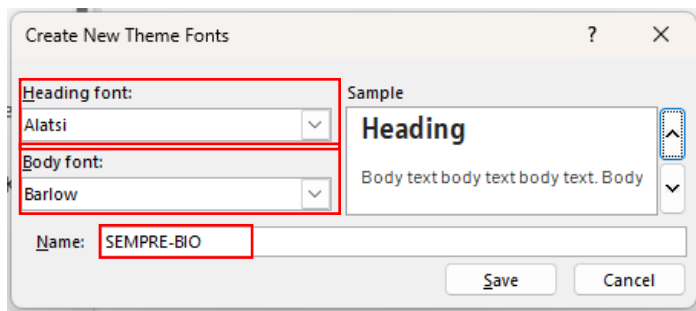 Create New Theme Fonts
?
Heading font:
Sample
Alatsi
Heading
Body font:
Body text body text body text. Body
Barlow
Name:
SEMPRE-BIO
Save
Cancel